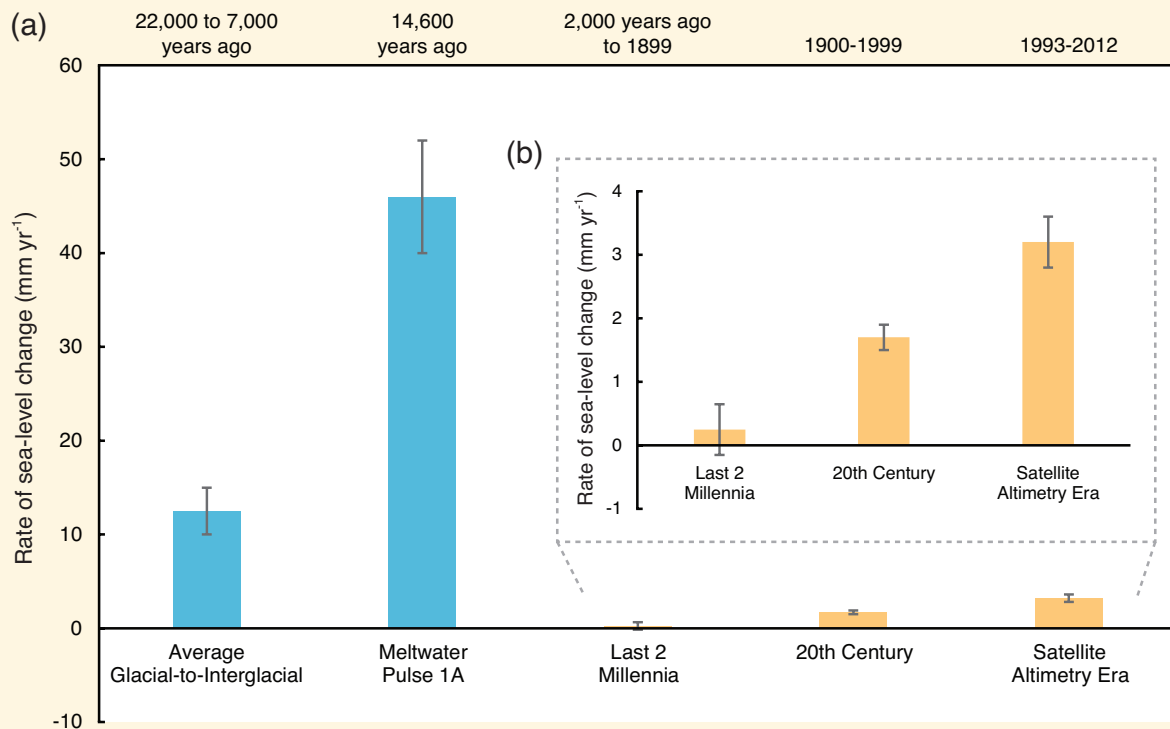 (a)
22,000 to 7,000
years ago
14,600
years ago
2,000 years ago
to 1899
1900-1999
1993-2012
Rate of sea-level change (mm yr-1)
60
50
40
30
20
10
0
-10
Average
Glacial-to-Interglacial
Meltwater
Pulse 1A
Last 2
Millennia
20th Century
Satellite
Altimetry Era
(b)
Rate of sea-level change (mm yr-1)
4
3
2
1
0
-1
Last 2
Millennia
20th Century
Satellite
Altimetry Era